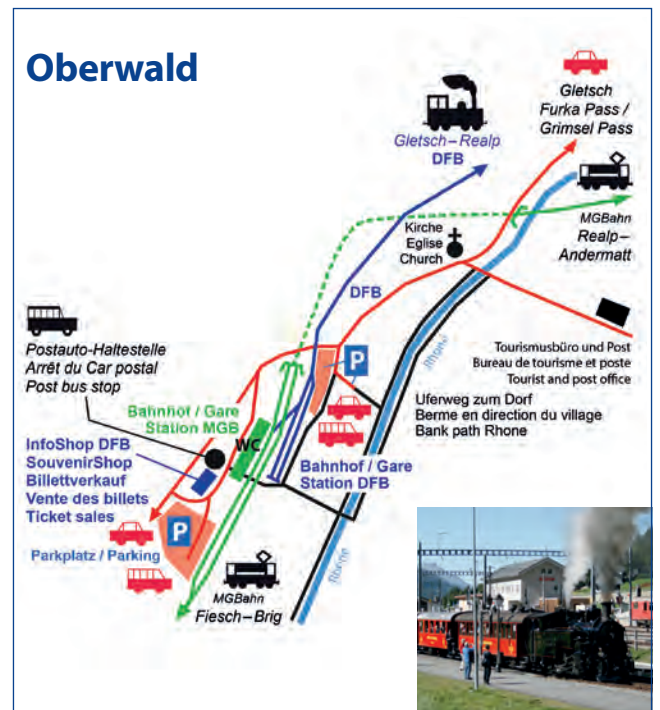 Oberwald
Gletsch
Furka Pass /
Grimsel Pass
Gletsch–Realp
DFB
MGBahn
Realp–
Andermatt
Kirche
Eglise
Church
DFB
Rhone
Postauto-Haltestelle
Arrêt du Car postal
Post bus stop
P
Tourismusbüro und Post
Bureau de tourisme et poste
Tourist and post office
Uferweg zum Dorf
Berme en direction du village
Bank path Rhone
Bahnhof / Gare
Station MGB
WC
InfoShop DFB
SouvenirShop
Billettverkauf
Vente des billets
Ticket sales
Bahnhof / Gare
Station DFB
P
Parkplatz / Parking
Rhone
MGBahn
Fiesch–Brig